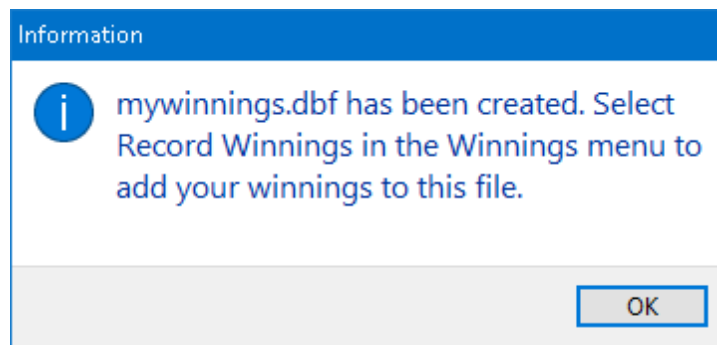 Information
mywinnings.dbf has been created. Select
Record Winnings in the Winnings menu to
add your winnings to this file.
OK